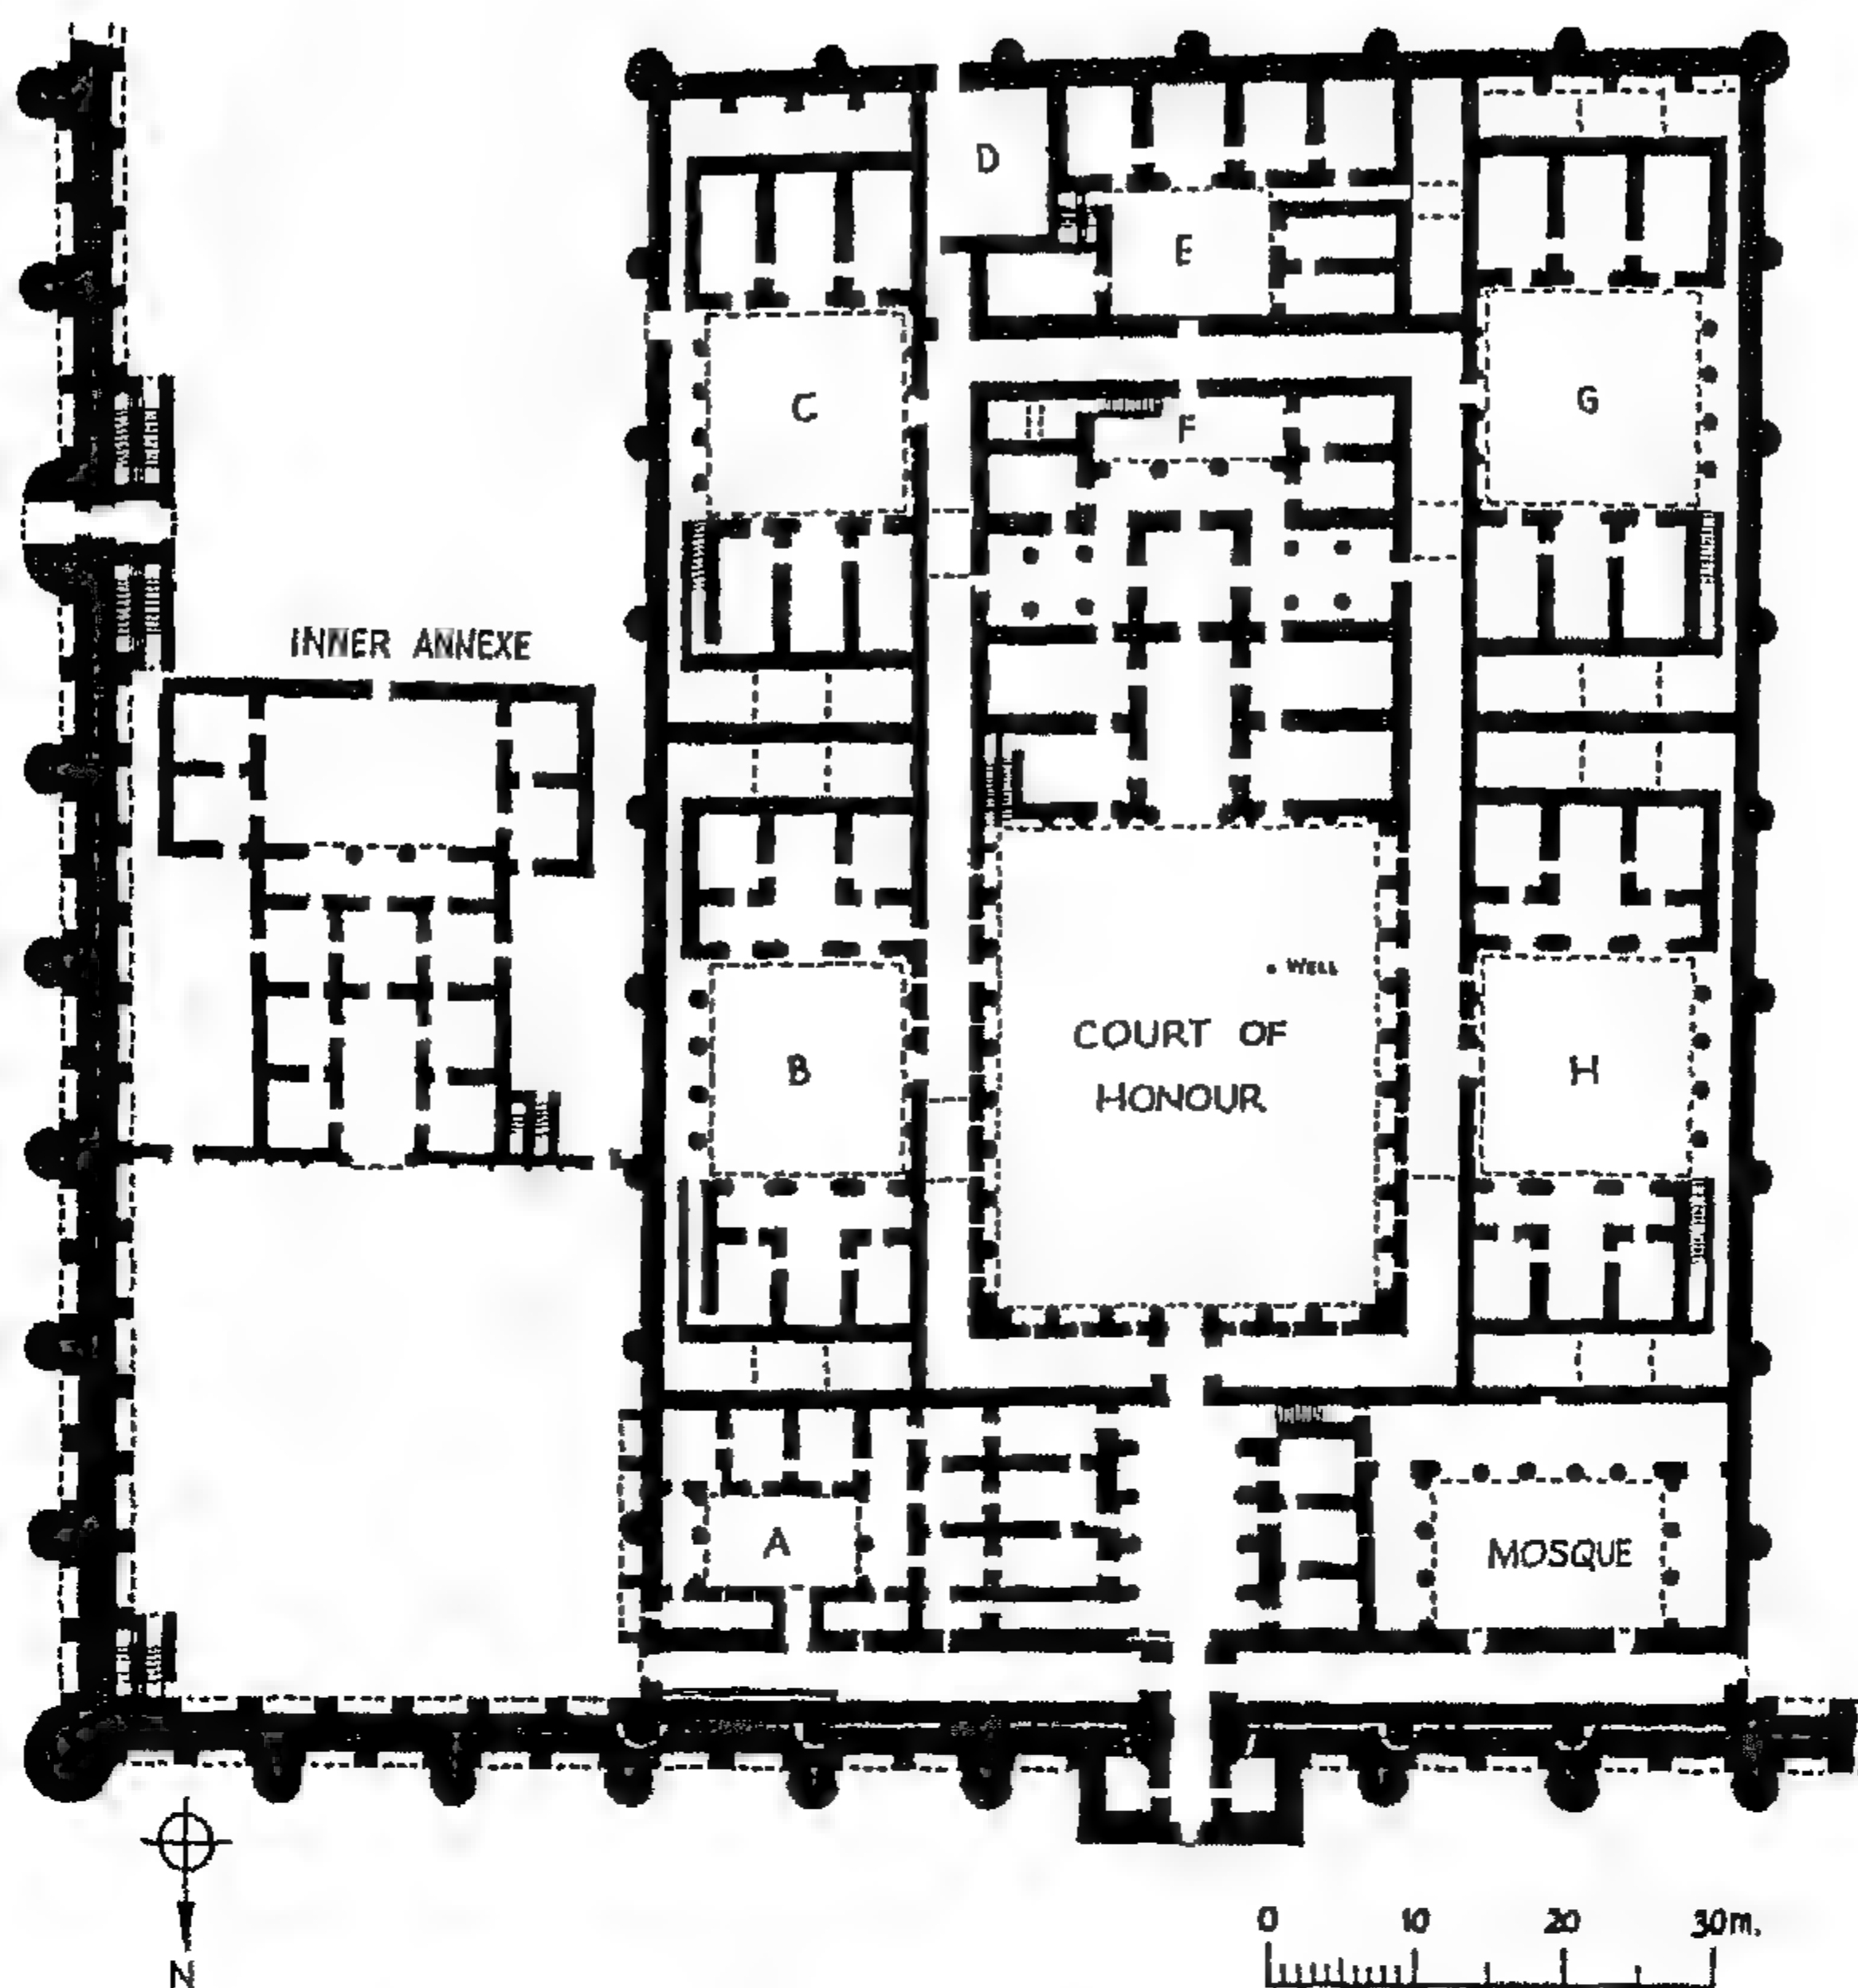 D
E
C
G
F
INNER ANNEXE
WELL
COURT OF
HONOUR
B
H
A
MOSQUE
N
0 10 20 30m.